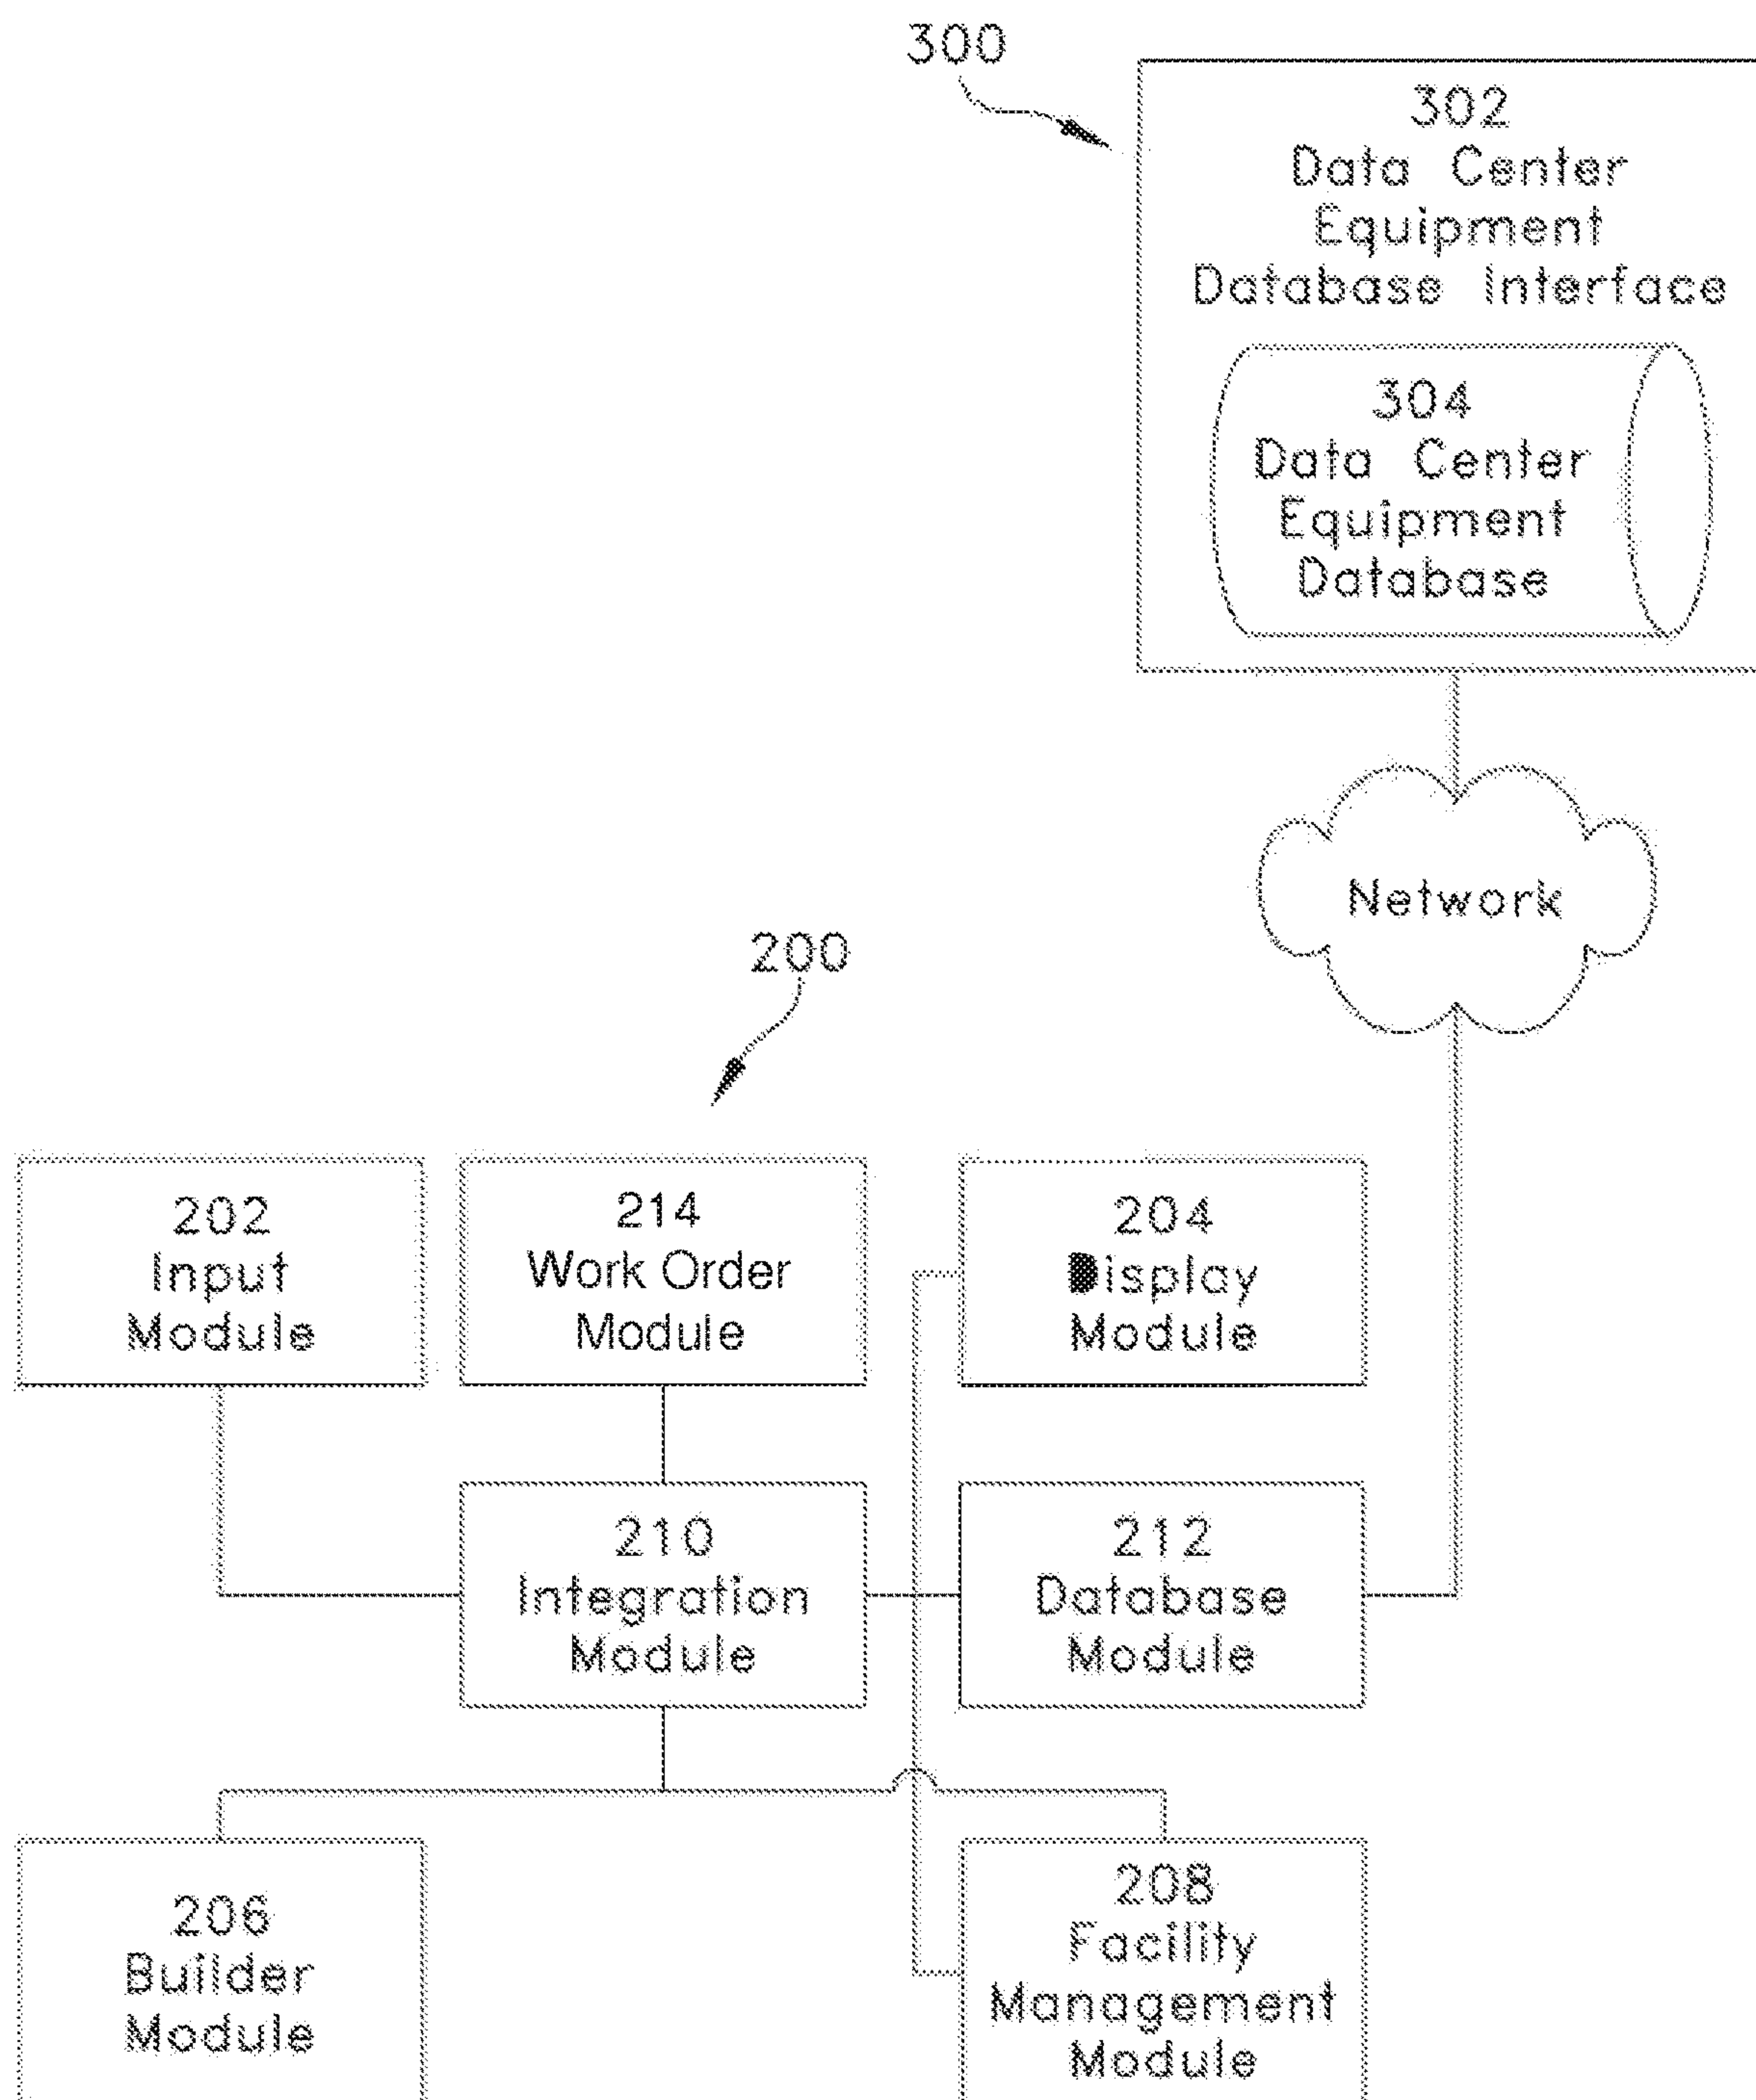 300
302
Data Center
Equipment
Database Interface
304
Data Center
Equipment
Database
Network
200
202
Input
Module
214
Work Order
Module
204
Display
Module
210
Integration
Module
212
Database
Module
206
Builder
Module
208
Facility
Management
Module